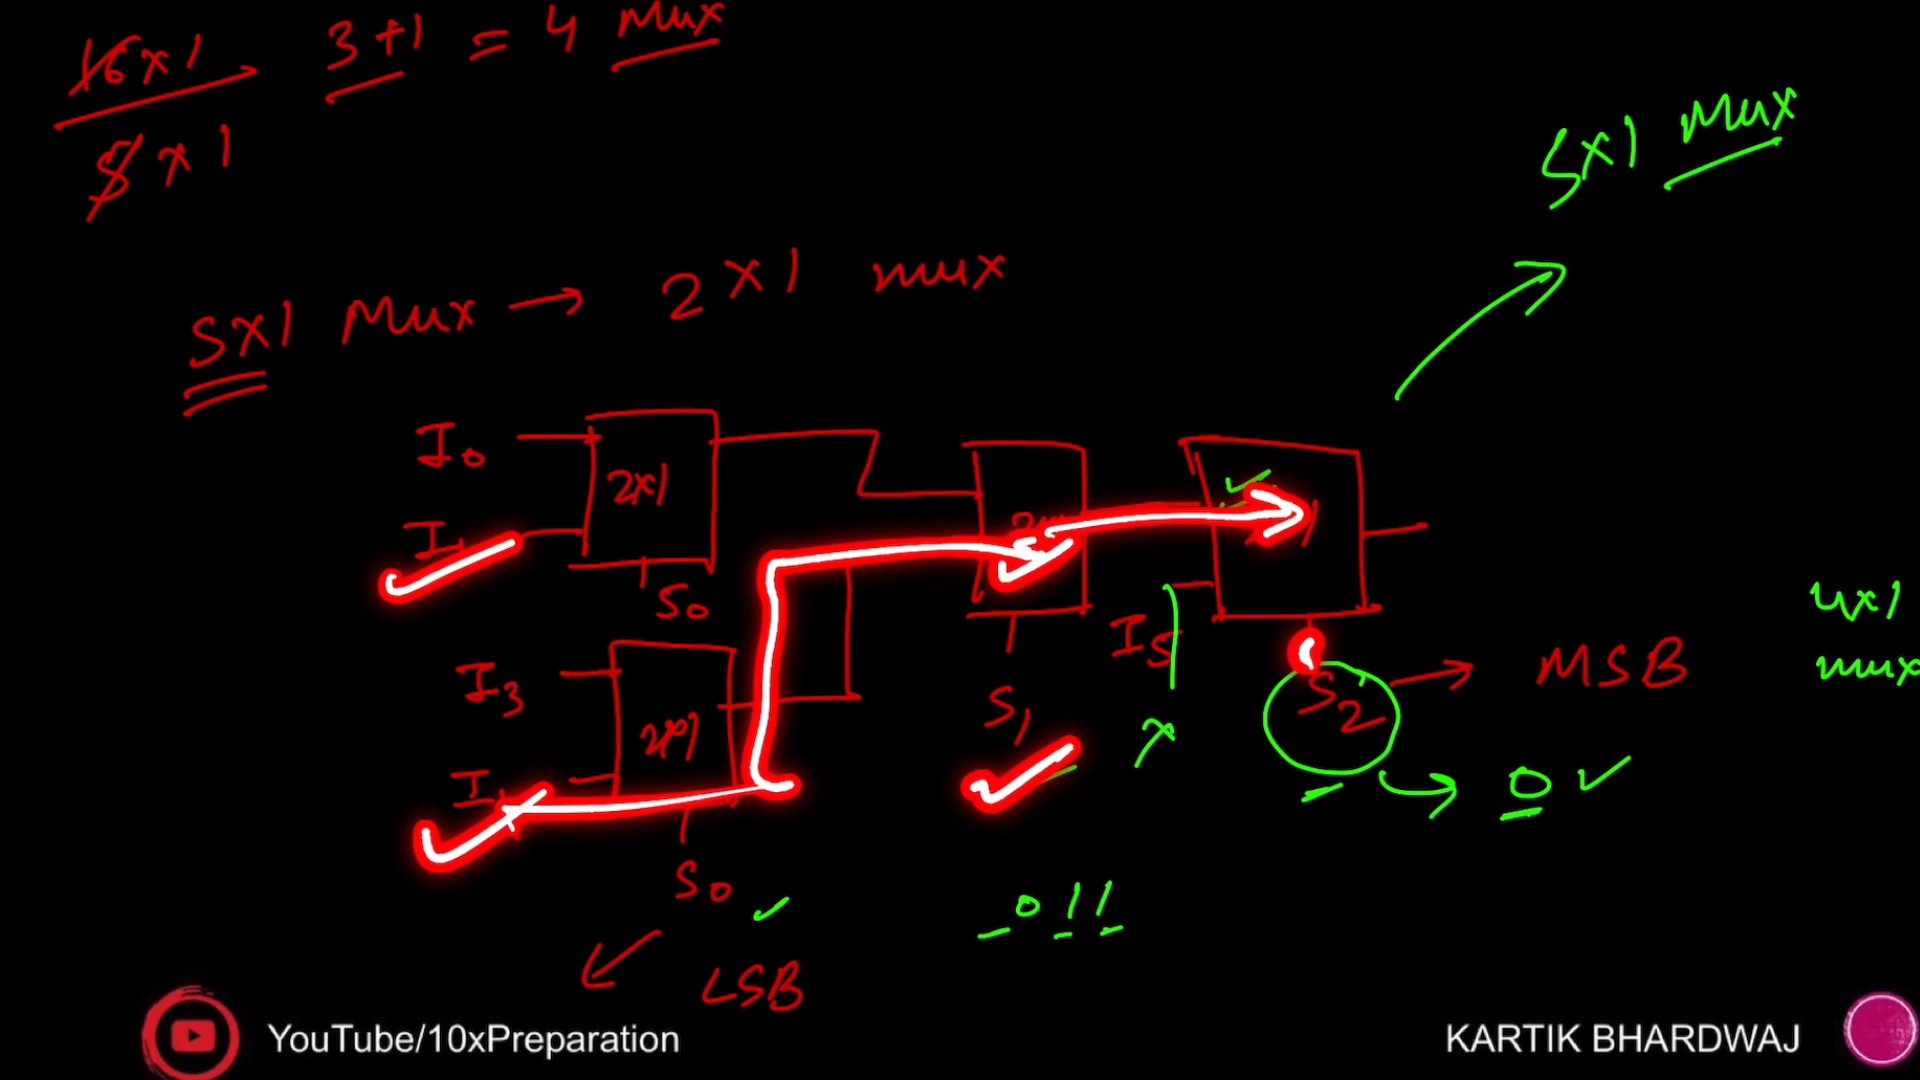 16x1 3+1 = 4 Mux
8x1
5x1 Mux
5x1 Mux → 2x1 mux
I0
2x1
I1
S0
I5
4x1
mux
I3
2x1
S1
S2 → MSB
0
S0
011
LSB
YouTube/10xPreparation
KARTIK BHARDWAJ